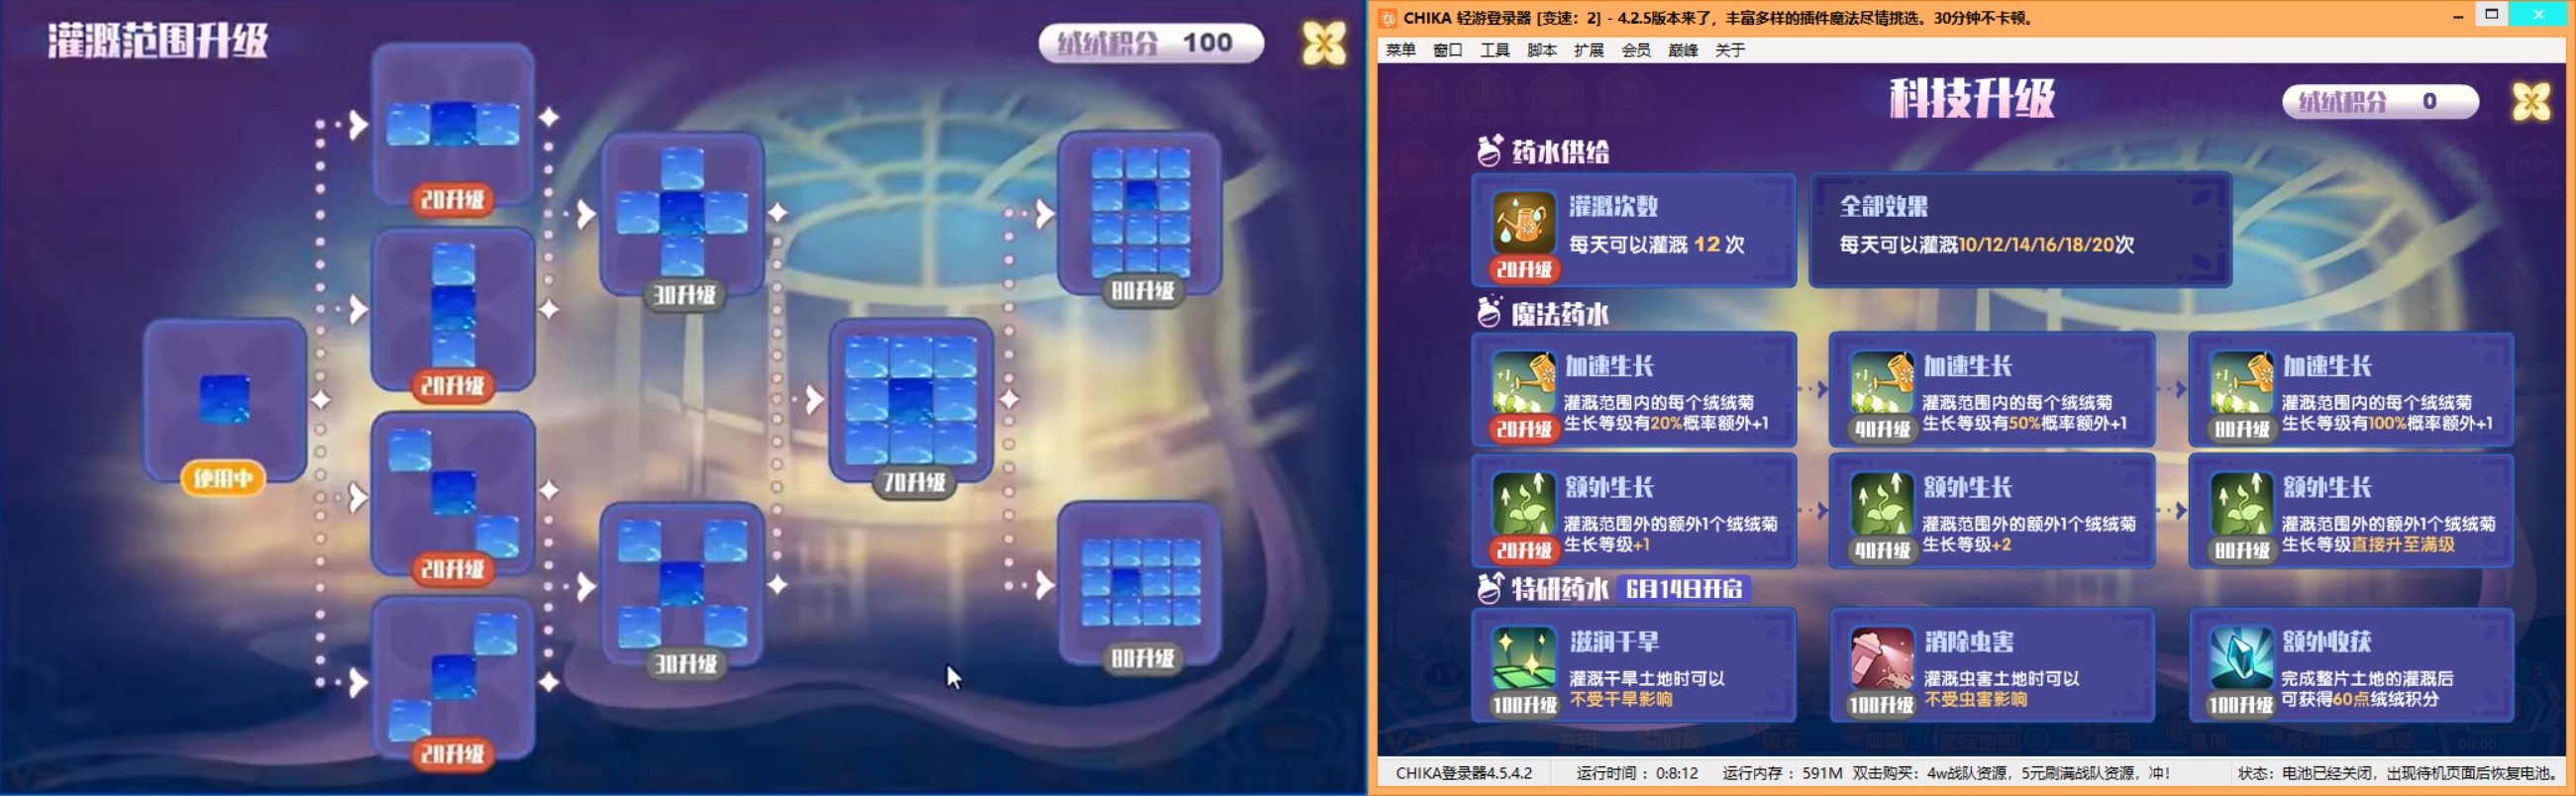 灌溉范围升级
绒绒积分 100
20升级
20升级
20升级
20升级
使用中
30升级
30升级
70升级
80升级
80升级
CHIKA 轻游登录器 [变速：2] - 4.2.5版本来了，丰富多样的插件魔法尽情挑选。30分钟不卡顿。
菜单 窗口 工具 脚本 扩展 会员 巅峰 关于
科技升级
绒绒积分 0
药水供给
灌溉次数
每天可以灌溉 12 次
20升级
全部效果
每天可以灌溉10/12/14/16/18/20次
魔法药水
加速生长
灌溉范围内的每个绒绒菊
生长等级有20%概率额外+1
20升级
加速生长
灌溉范围内的每个绒绒菊
生长等级有50%概率额外+1
40升级
加速生长
灌溉范围内的每个绒绒菊
生长等级有100%概率额外+1
80升级
额外生长
灌溉范围外的额外1个绒绒菊
生长等级+1
20升级
额外生长
灌溉范围外的额外1个绒绒菊
生长等级+2
40升级
额外生长
灌溉范围外的额外1个绒绒菊
生长等级直接升至满级
80升级
特研药水 6月14日开启
滋润干旱
灌溉干旱土地时可以
不受干旱影响
100升级
消除虫害
灌溉虫害土地时可以
不受虫害影响
100升级
额外收获
完成整片土地的灌溉后
可获得60点绒绒积分
100升级
CHIKA登录器4.5.4.2 运行时间：0:8:12 运行内存：591M 双击购买：4w战队资源，5元刷满战队资源，冲！ 状态：电池已经关闭，出现待机页面后恢复电池。